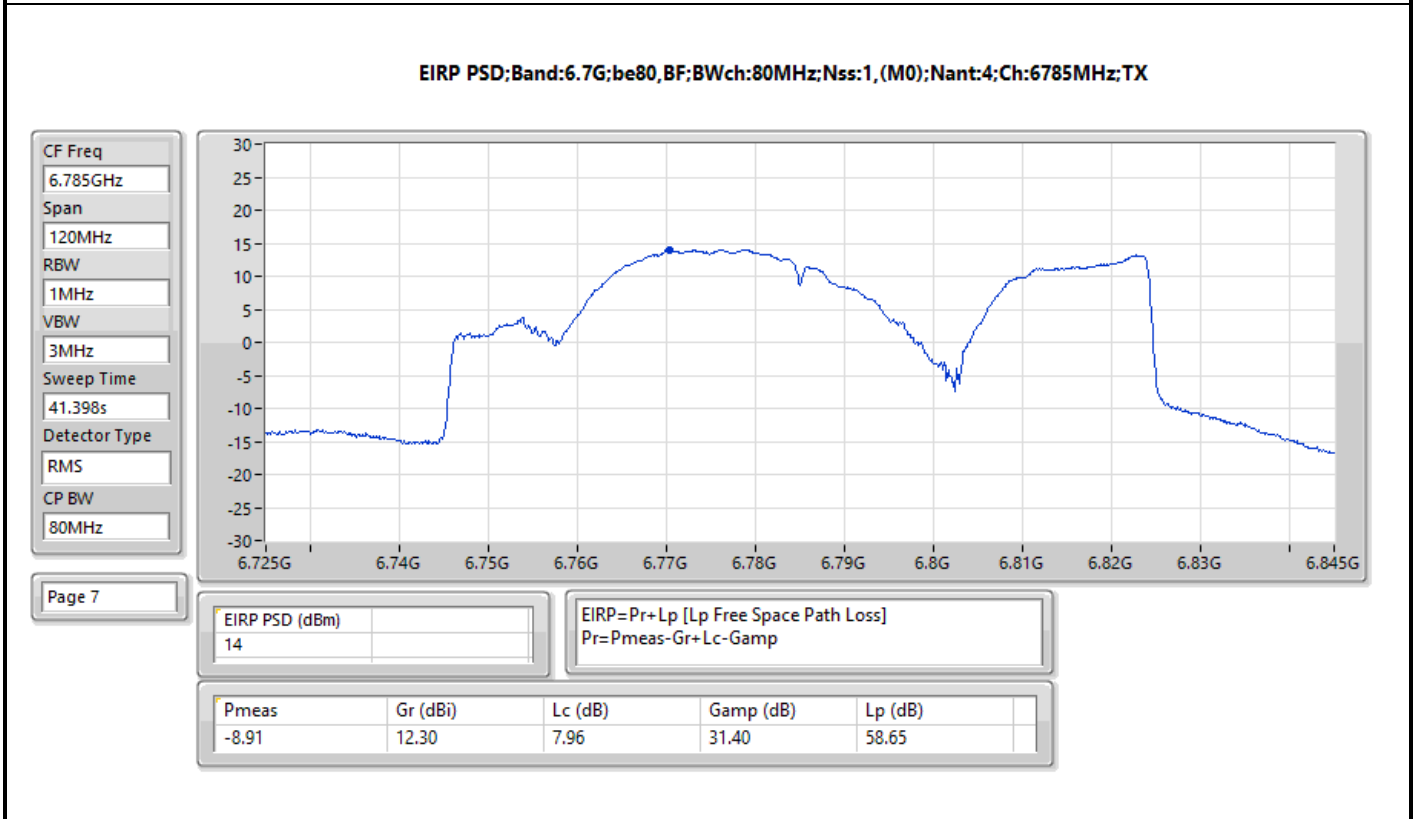 EIRP PSD;Band:6.7G;be80,BF;BWch:80MHz;Nss:1,(M0);Nant:4;Ch:6785MHz;TX
CF Freq
6.785GHz
Span
120MHz
RBW
1MHz
VBW
3MHz
Sweep Time
41.398s
Detector Type
RMS
CP BW
80MHz
Page 7
30
25
20
15
10
5
0
-5
-10
-15
-20
-25
-30
6.725G 6.74G 6.75G 6.76G 6.77G 6.78G 6.79G 6.8G 6.81G 6.82G 6.83G 6.845G
EIRP PSD (dBm)
14
EIRP=Pr+Lp [Lp Free Space Path Loss]
Pr=Pmeas-Gr+Lc-Gamp
Pmeas Gr (dBi) Lc (dB) Gamp (dB) Lp (dB)
-8.91 12.30 7.96 31.40 58.65